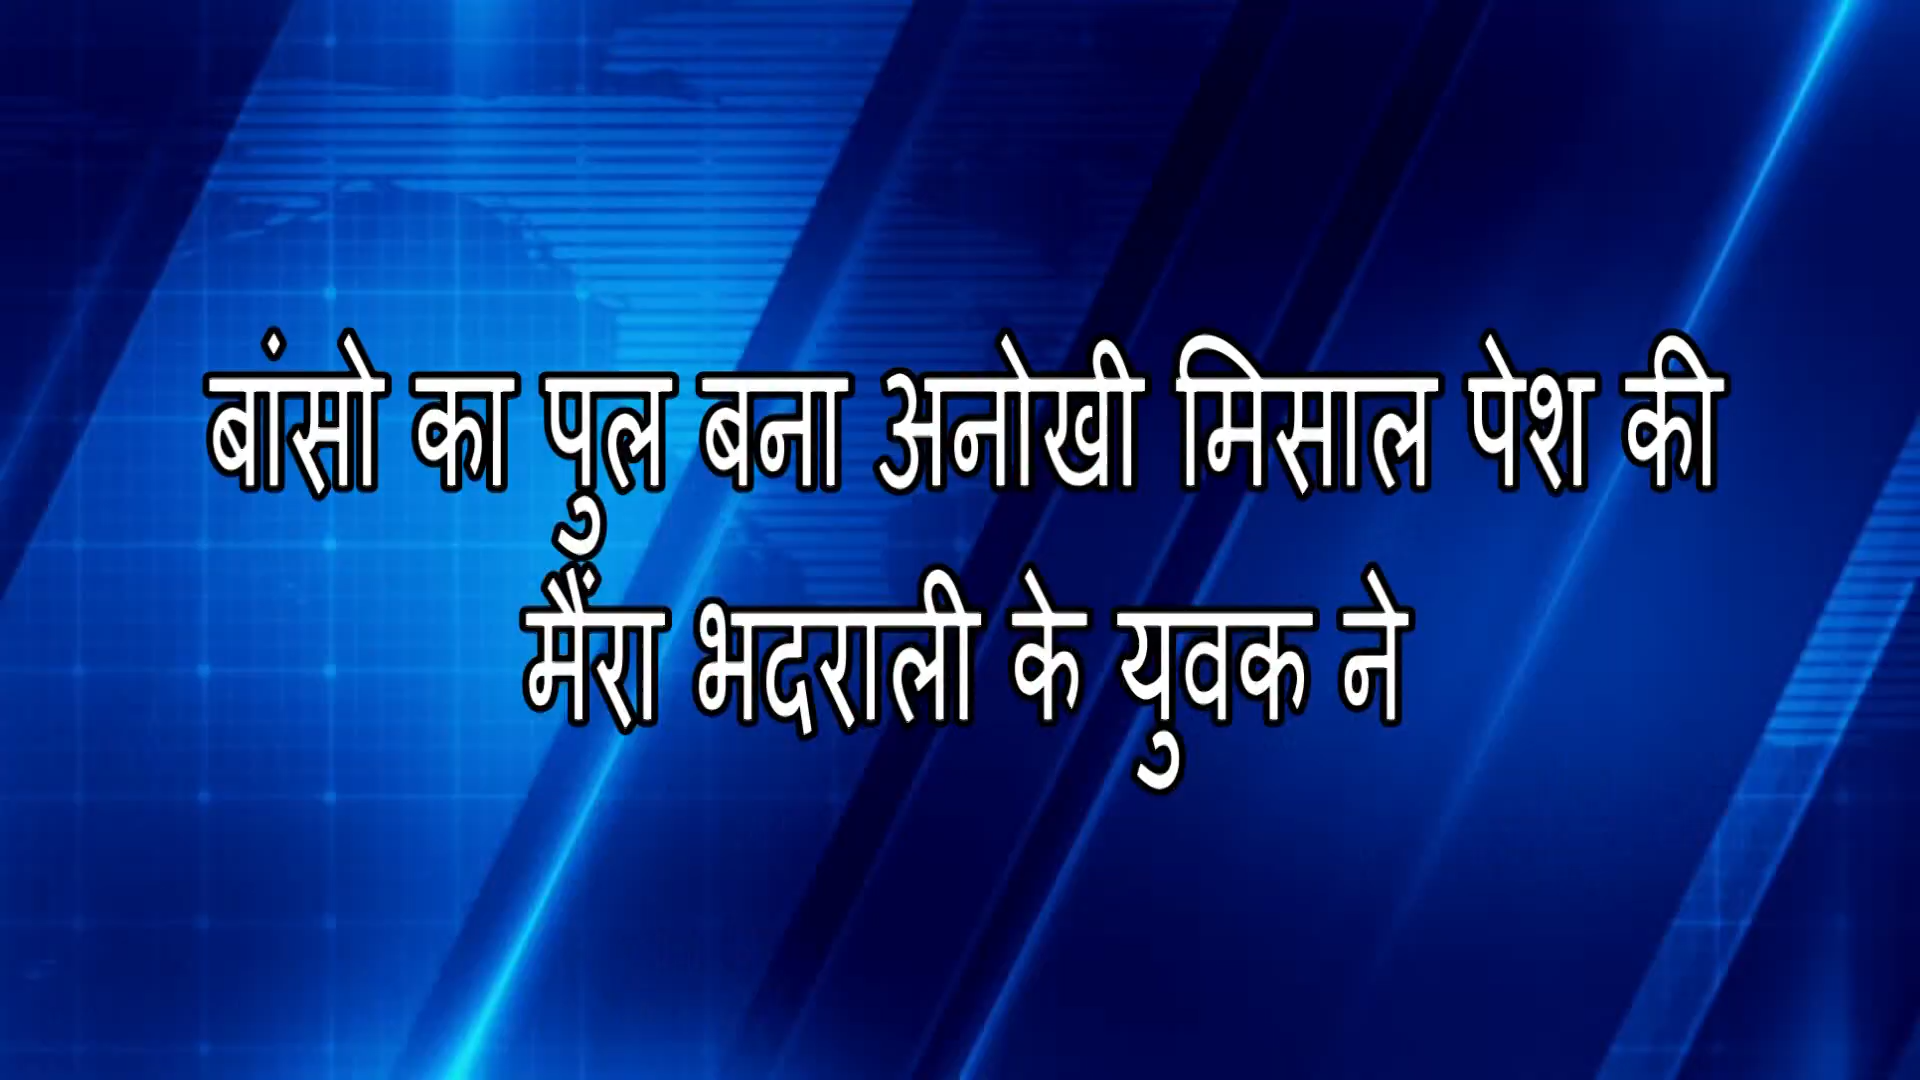 बांसो का पुल बना अनोखी मिसाल पेश की
मैंरा भदराली के युवक ने